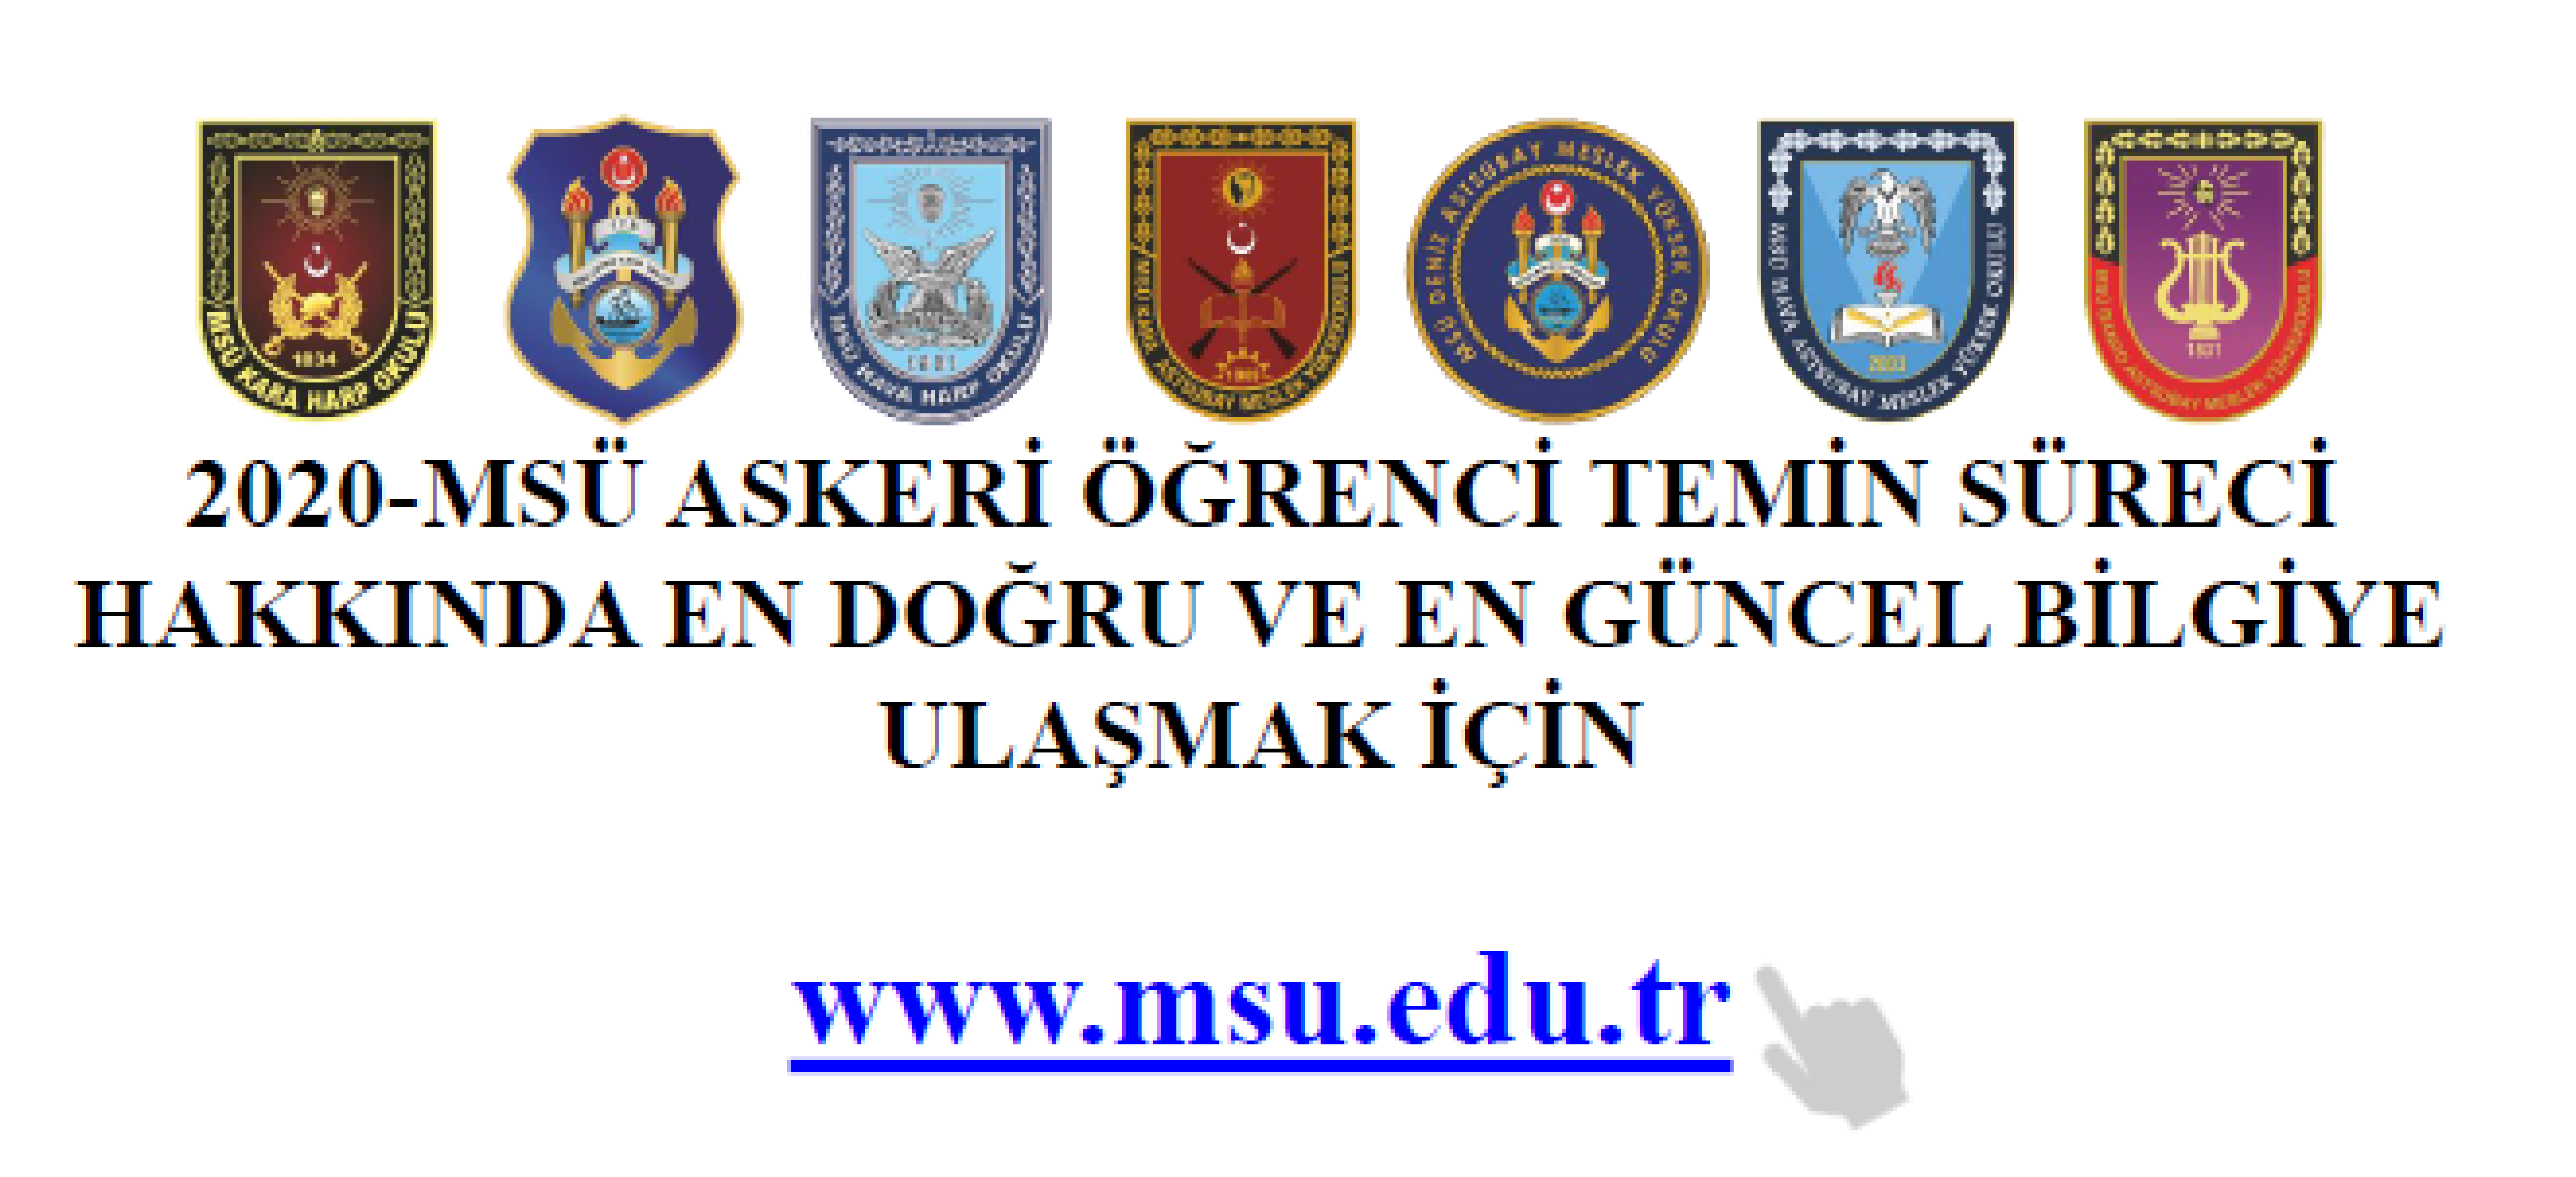 MSÜ KARA HARP OKULU
1834
MSÜ HAVA HARP OKULU
MSÜ DENİZ ASTSUBAY MESLEK YÜKSEK OKULU
MSÜ HAVA ASTSUBAY MESLEK YÜKSEK OKULU
2003
2020-MSÜ ASKERİ ÖĞRENCİ TEMİN SÜRECİ
HAKKINDA EN DOĞRU VE EN GÜNCEL BİLGİYE
ULAŞMAK İÇİN
www.msu.edu.tr